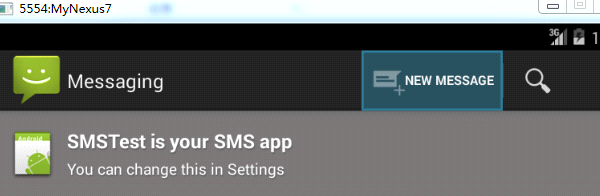 5554:MyNexus7
3G
1
Messaging
NEW MESSAGE
Android
SMSTest is your SMS app
You can change this in Settings